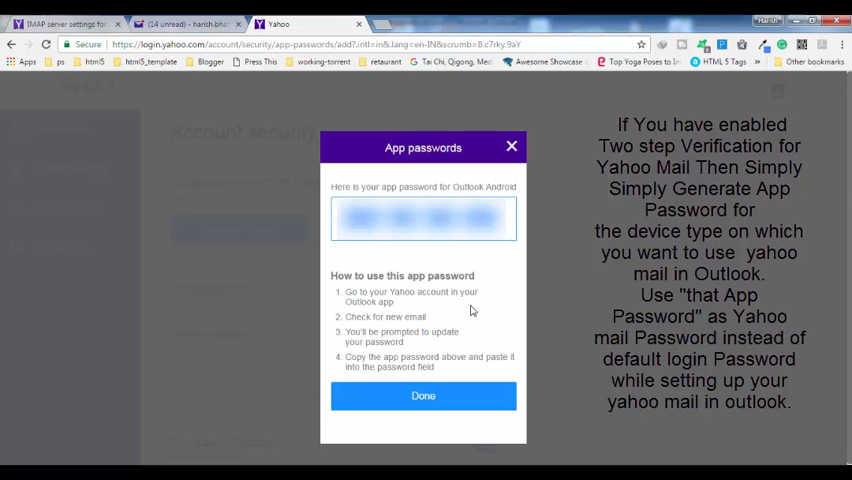 IMAP server settings for
(14 unread) - harish.bha
Yahoo
Harish
Secure
https://login.yahoo.com/account/security/app-passwords/add?.intl=in&.lang=en-IN&scrumb=B.c7rky.9aY
Apps
ps
html5
html5_template
Blogger
Press This
working-torrent
retaurant
Tai Chi, Qigong, Me
Awesome Showcase
Top Yoga Poses to Im
HTML 5 Tags
»
Other bookmarks
Account security
App passwords
Here is your app password for Outlook Android
How to use this app password
1. Go to your Yahoo account in your
Outlook app
2. Check for new email
3. You'll be prompted to update
your password
4. Copy the app password above and paste it
into the password field
Done
If You have enabled
Two step Verification for
Yahoo Mail Then Simply
Simply Generate App
Password for
the device type on which
you want to use yahoo
mail in Outlook.
Use "that App
Password" as Yahoo
mail Password instead of
default login Password
while setting up your
yahoo mail in outlook.